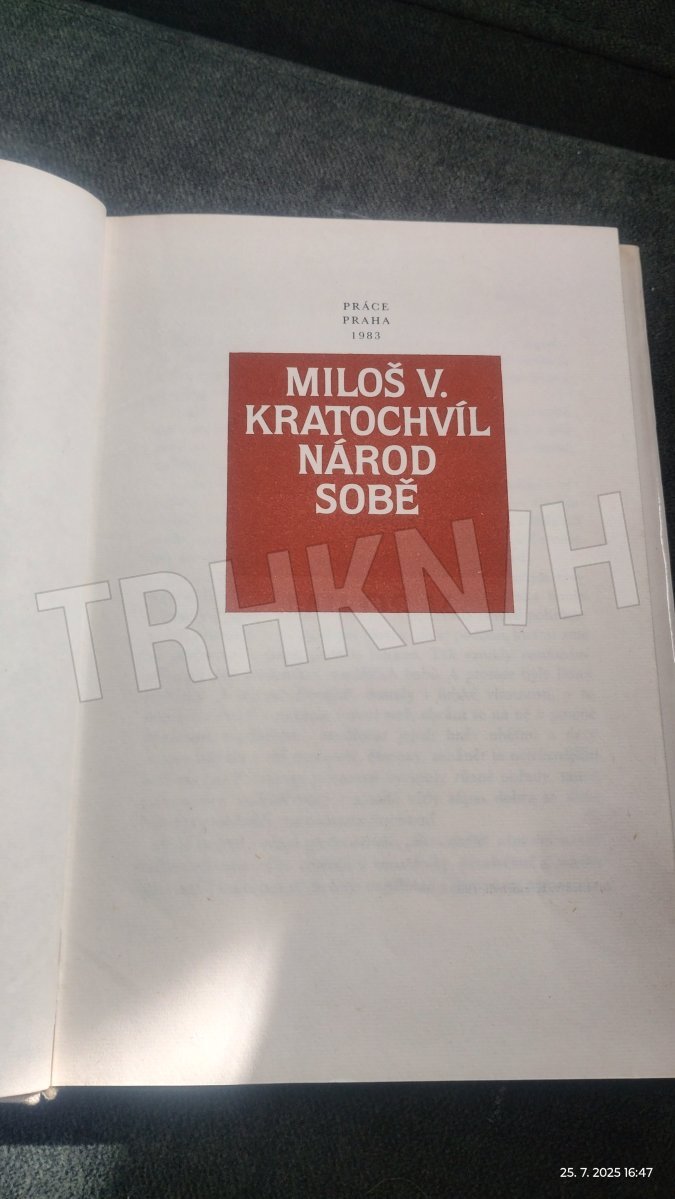 PRÁCE
PRAHA
1983
MILOŠ V.
KRATOCHVÍL
NÁROD
SOBĚ
TRHKNIH
25. 7. 2025 16:47